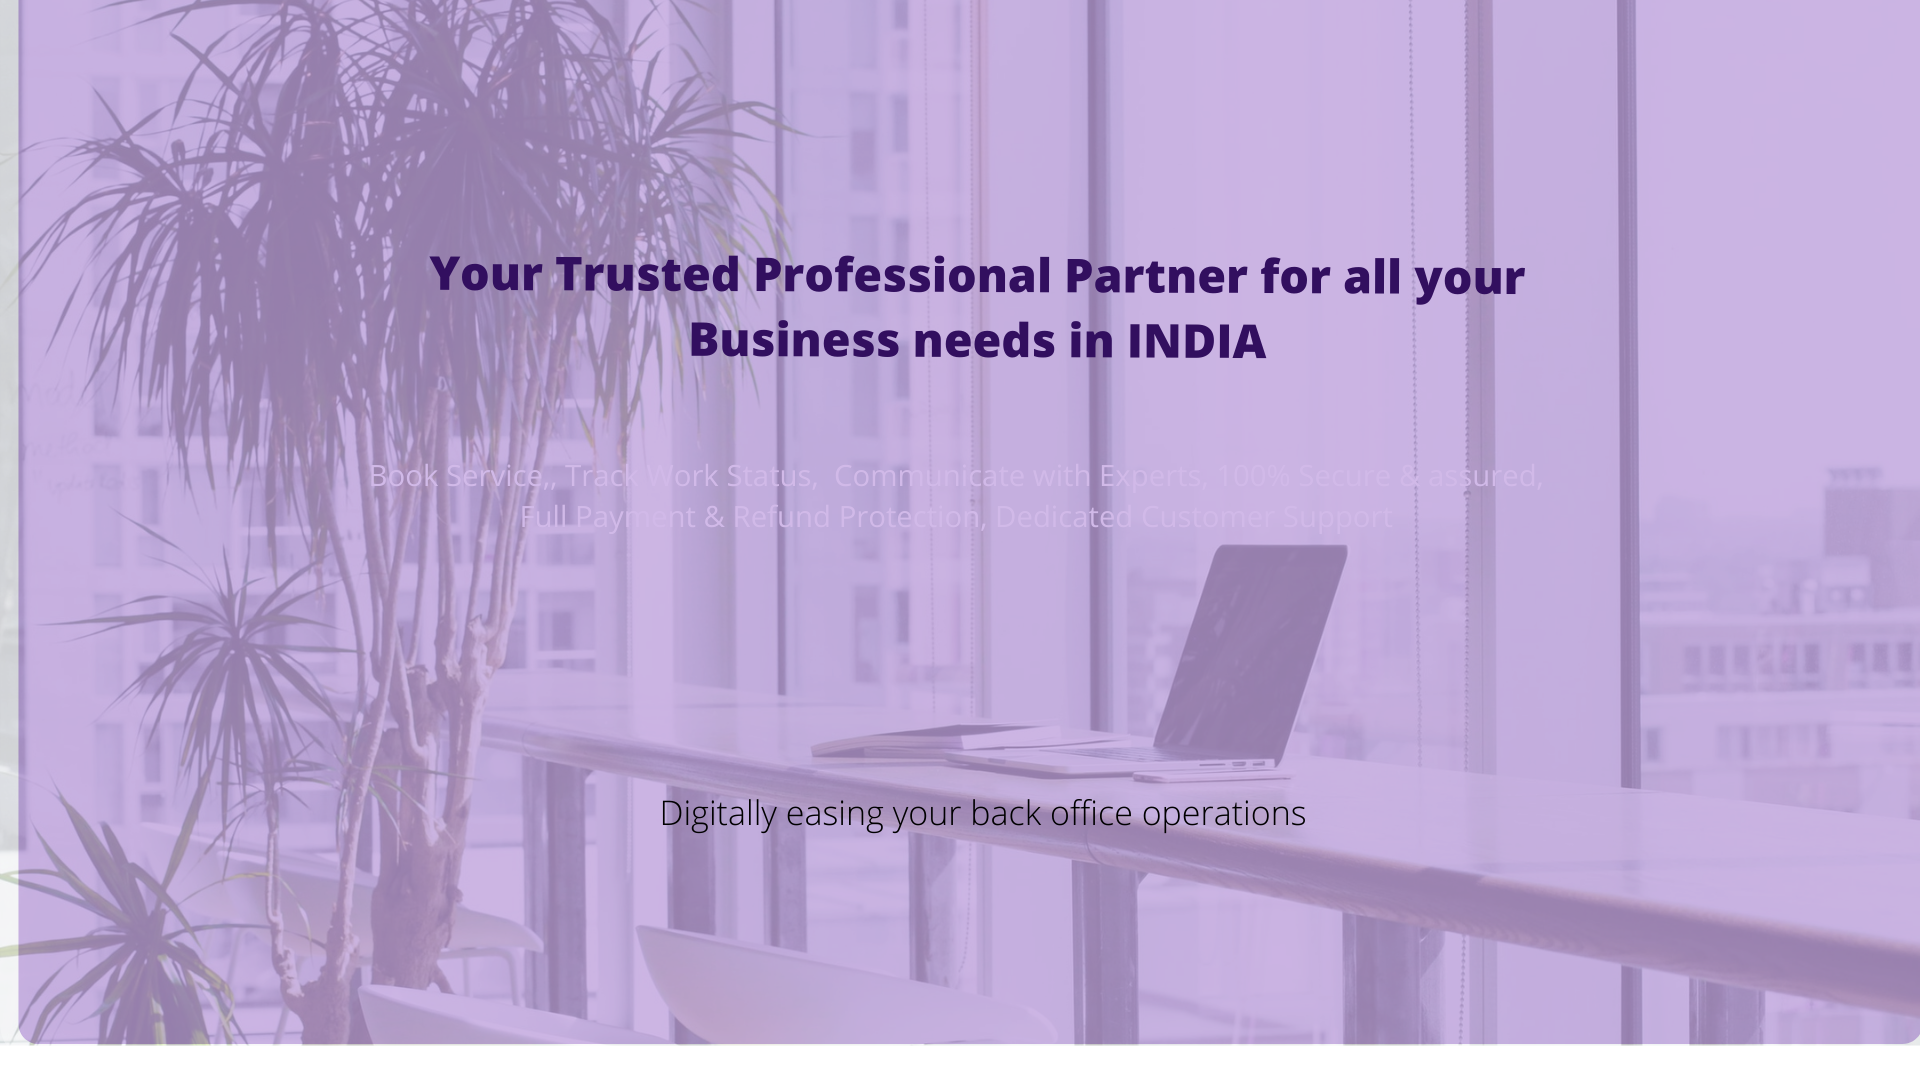 Your Trusted Professional Partner for all your
Business needs in INDIA
Book Service,, Track Work Status,  Communicate with Experts, 100% Secure & assured,
Full Payment & Refund Protection, Dedicated Customer Support
Digitally easing your back office operations